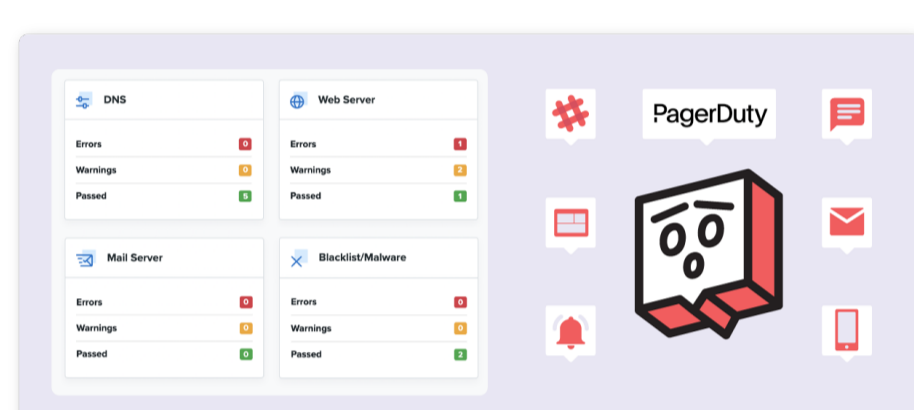 DNS
Errors 0
Warnings 0
Passed 5
Web Server
Errors 1
Warnings 2
Passed 1
Mail Server
Errors 0
Warnings 0
Passed 0
Blacklist/Malware
Errors 0
Warnings 0
Passed 2
PagerDuty